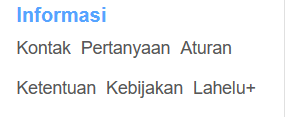 Informasi
Kontak Pertanyaan Aturan
Ketentuan Kebijakan Lahelu+